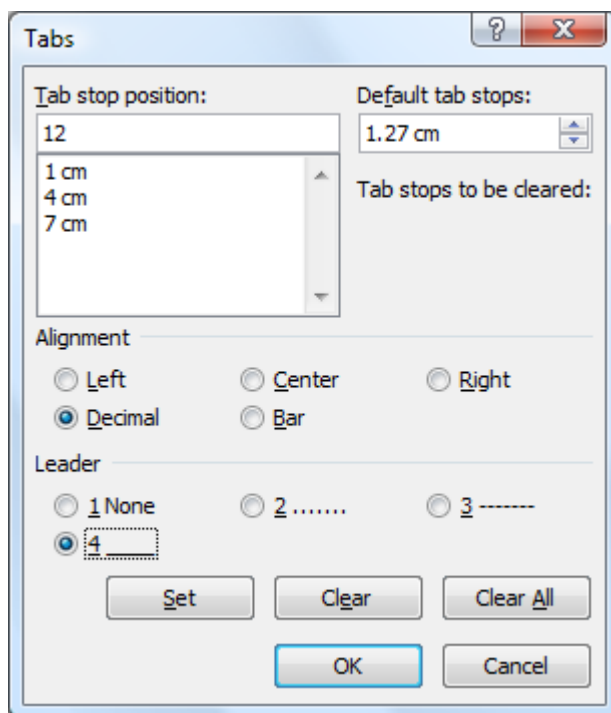 Tabs
Tab stop position:
Default tab stops:
12
1.27 cm
1 cm
4 cm
7 cm
Tab stops to be cleared:
Alignment
Left
Center
Right
Decimal
Bar
Leader
1 None
2 .......
3 -------
4 ____
Set
Clear
Clear All
OK
Cancel